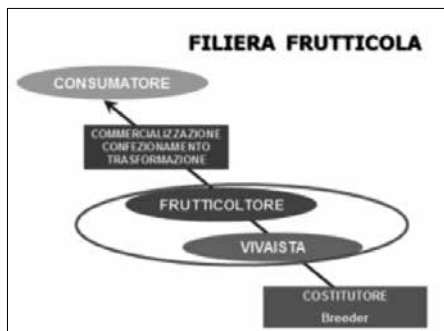 FILIERA FRUTTICOLA
CONSUMATORE
COMMERCIALIZZAZIONE
CONFEZIONAMENTO
TRASFORMAZIONE
FRUTTICOLTORE
VIVAISTA
COSTITUTORE
Breeder